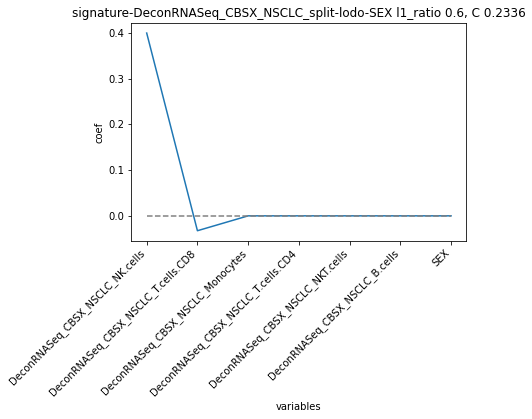 signature-DeconRNASeq_CBSX_NSCLC_split-lodo-SEX l1_ratio 0.6, C 0.2336
0.4
0.3
0.2
0.1
0.0
coef
DeconRNASeq_CBSX_NSCLC_NK.cells
DeconRNASeq_CBSX_NSCLC_T.cells.CD8
DeconRNASeq_CBSX_NSCLC_Monocytes
DeconRNASeq_CBSX_NSCLC_T.cells.CD4
DeconRNASeq_CBSX_NSCLC_NKT.cells
DeconRNASeq_CBSX_NSCLC_B.cells
SEX
variables